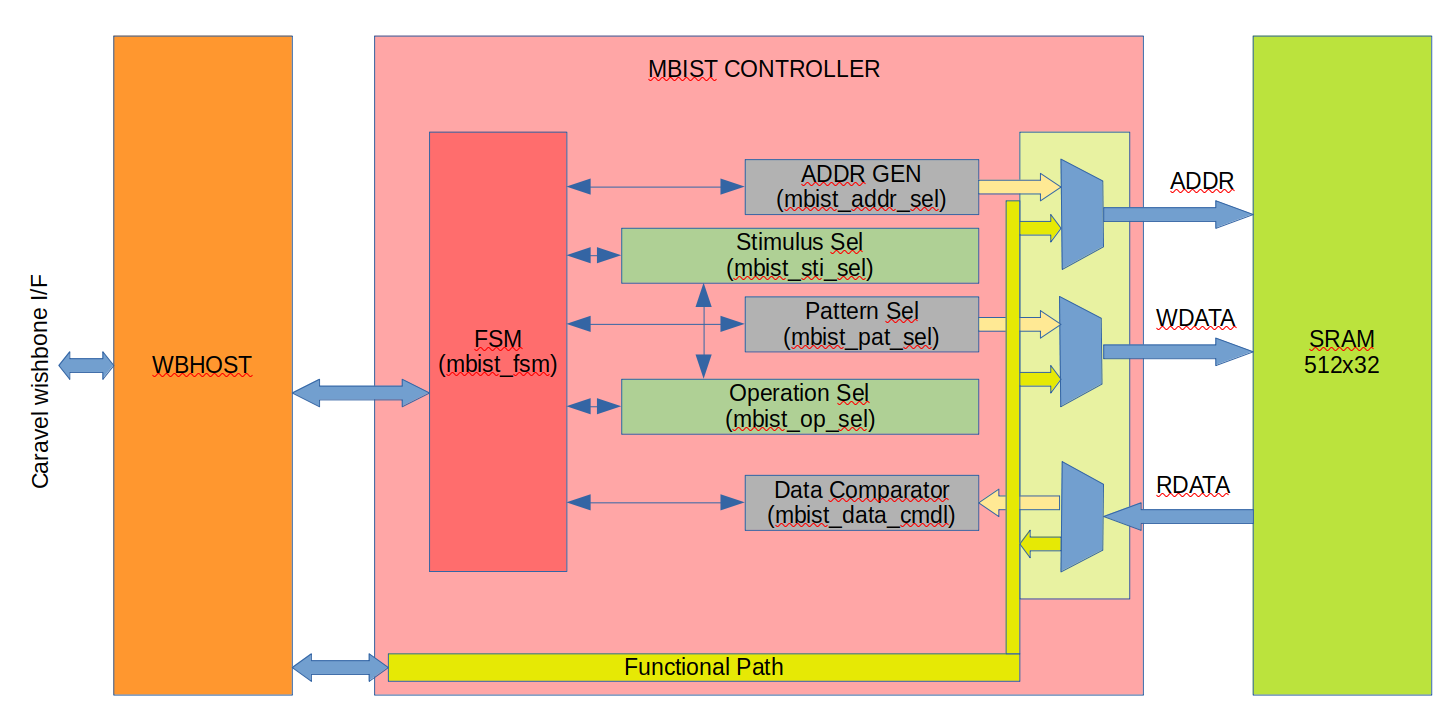 MBIST CONTROLLER
Caravel wishbone I/F
WBHOST
FSM
(mbist_fsm)
ADDR GEN
(mbist_addr_sel)
Stimulus Sel
(mbist_sti_sel)
Pattern Sel
(mbist_pat_sel)
Operation Sel
(mbist_op_sel)
Data Comparator
(mbist_data_cmdl)
Functional Path
ADDR
WDATA
RDATA
SRAM
512x32